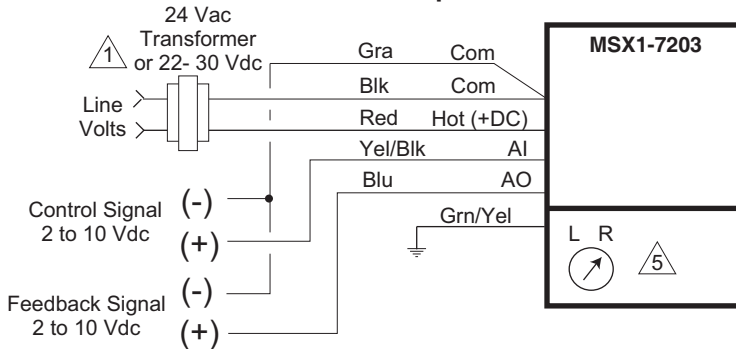 24 Vac
Transformer
or 22- 30 Vdc
1
Line
Volts
Gra Com
Blk Com
Red Hot (+DC)
Yel/Blk AI
Blu AO
Grn/Yel
MSX1-7203
L R
5
Control Signal
2 to 10 Vdc
(-)
(+)
Feedback Signal
2 to 10 Vdc
(-)
(+)